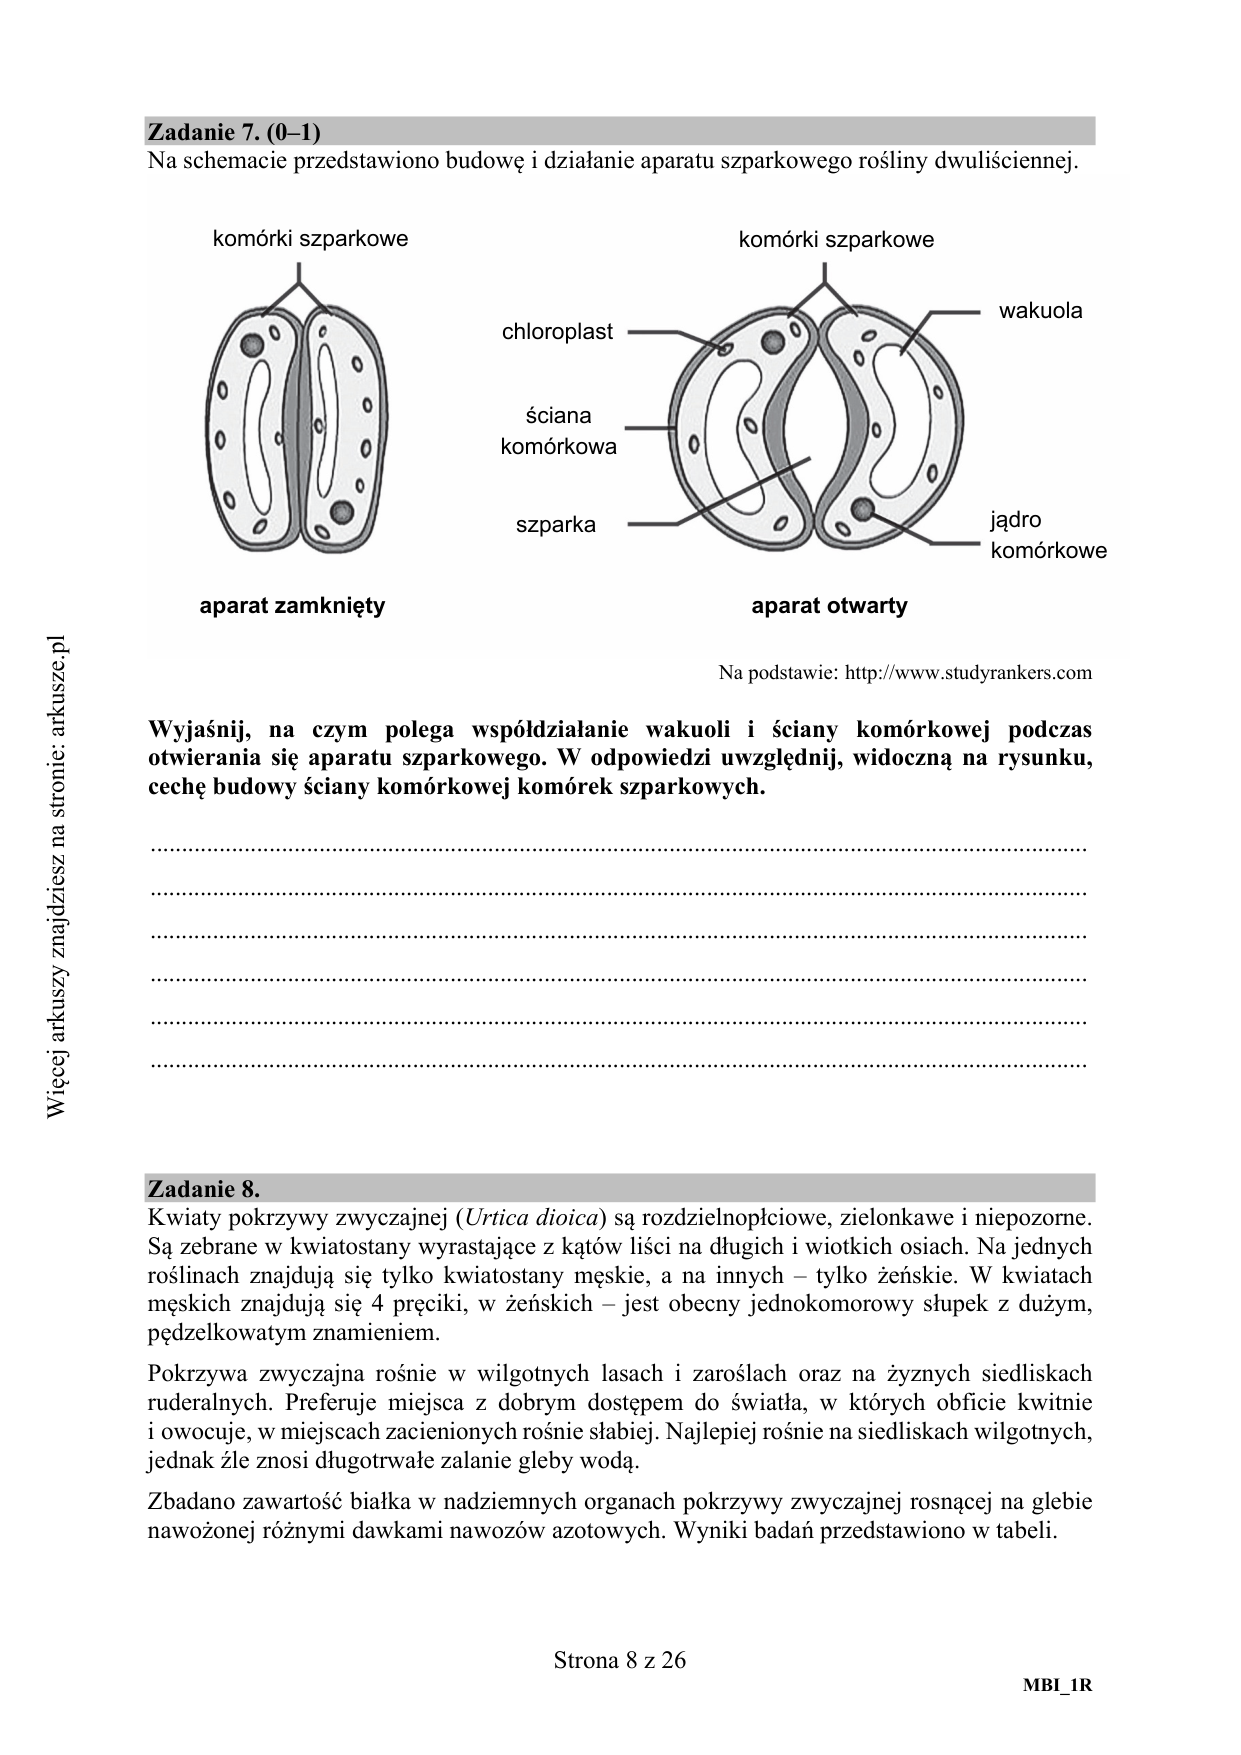 Zadanie 7. (0–1)
Na schemacie przedstawiono budowę i działanie aparatu szparkowego rośliny dwuliściennej.
komórki szparkowe
komórki szparkowe
wakuola
chloroplast
ściana
komórkowa
szparka
jądro
komórkowe
aparat zamknięty
aparat otwarty
Na podstawie: http://www.studyrankers.com
Wyjaśnij, na czym polega współdziałanie wakuoli i ściany komórkowej podczas
otwierania się aparatu szparkowego. W odpowiedzi uwzględnij, widoczną na rysunku,
cechę budowy ściany komórkowej komórek szparkowych.
Więcej arkuszy znajdziesz na stronie: arkusze.pl
Zadanie 8.
Kwiaty pokrzywy zwyczajnej (Urtica dioica) są rozdzielnopłciowe, zielonkawe i niepozorne.
Są zebrane w kwiatostany wyrastające z kątów liści na długich i wiotkich osiach. Na jednych
roślinach znajdują się tylko kwiatostany męskie, a na innych – tylko żeńskie. W kwiatach
męskich znajdują się 4 pręciki, w żeńskich – jest obecny jednokomorowy słupek z dużym,
pędzelkowatym znamieniem.
Pokrzywa zwyczajna rośnie w wilgotnych lasach i zaroślach oraz na żyznych siedliskach
ruderalnych. Preferuje miejsca z dobrym dostępem do światła, w których obficie kwitnie
i owocuje, w miejscach zacienionych rośnie słabiej. Najlepiej rośnie na siedliskach wilgotnych,
jednak źle znosi długotrwałe zalanie gleby wodą.
Zbadano zawartość białka w nadziemnych organach pokrzywy zwyczajnej rosnącej na glebie
nawożonej różnymi dawkami nawozów azotowych. Wyniki badań przedstawiono w tabeli.
Strona 8 z 26
MBI_1R